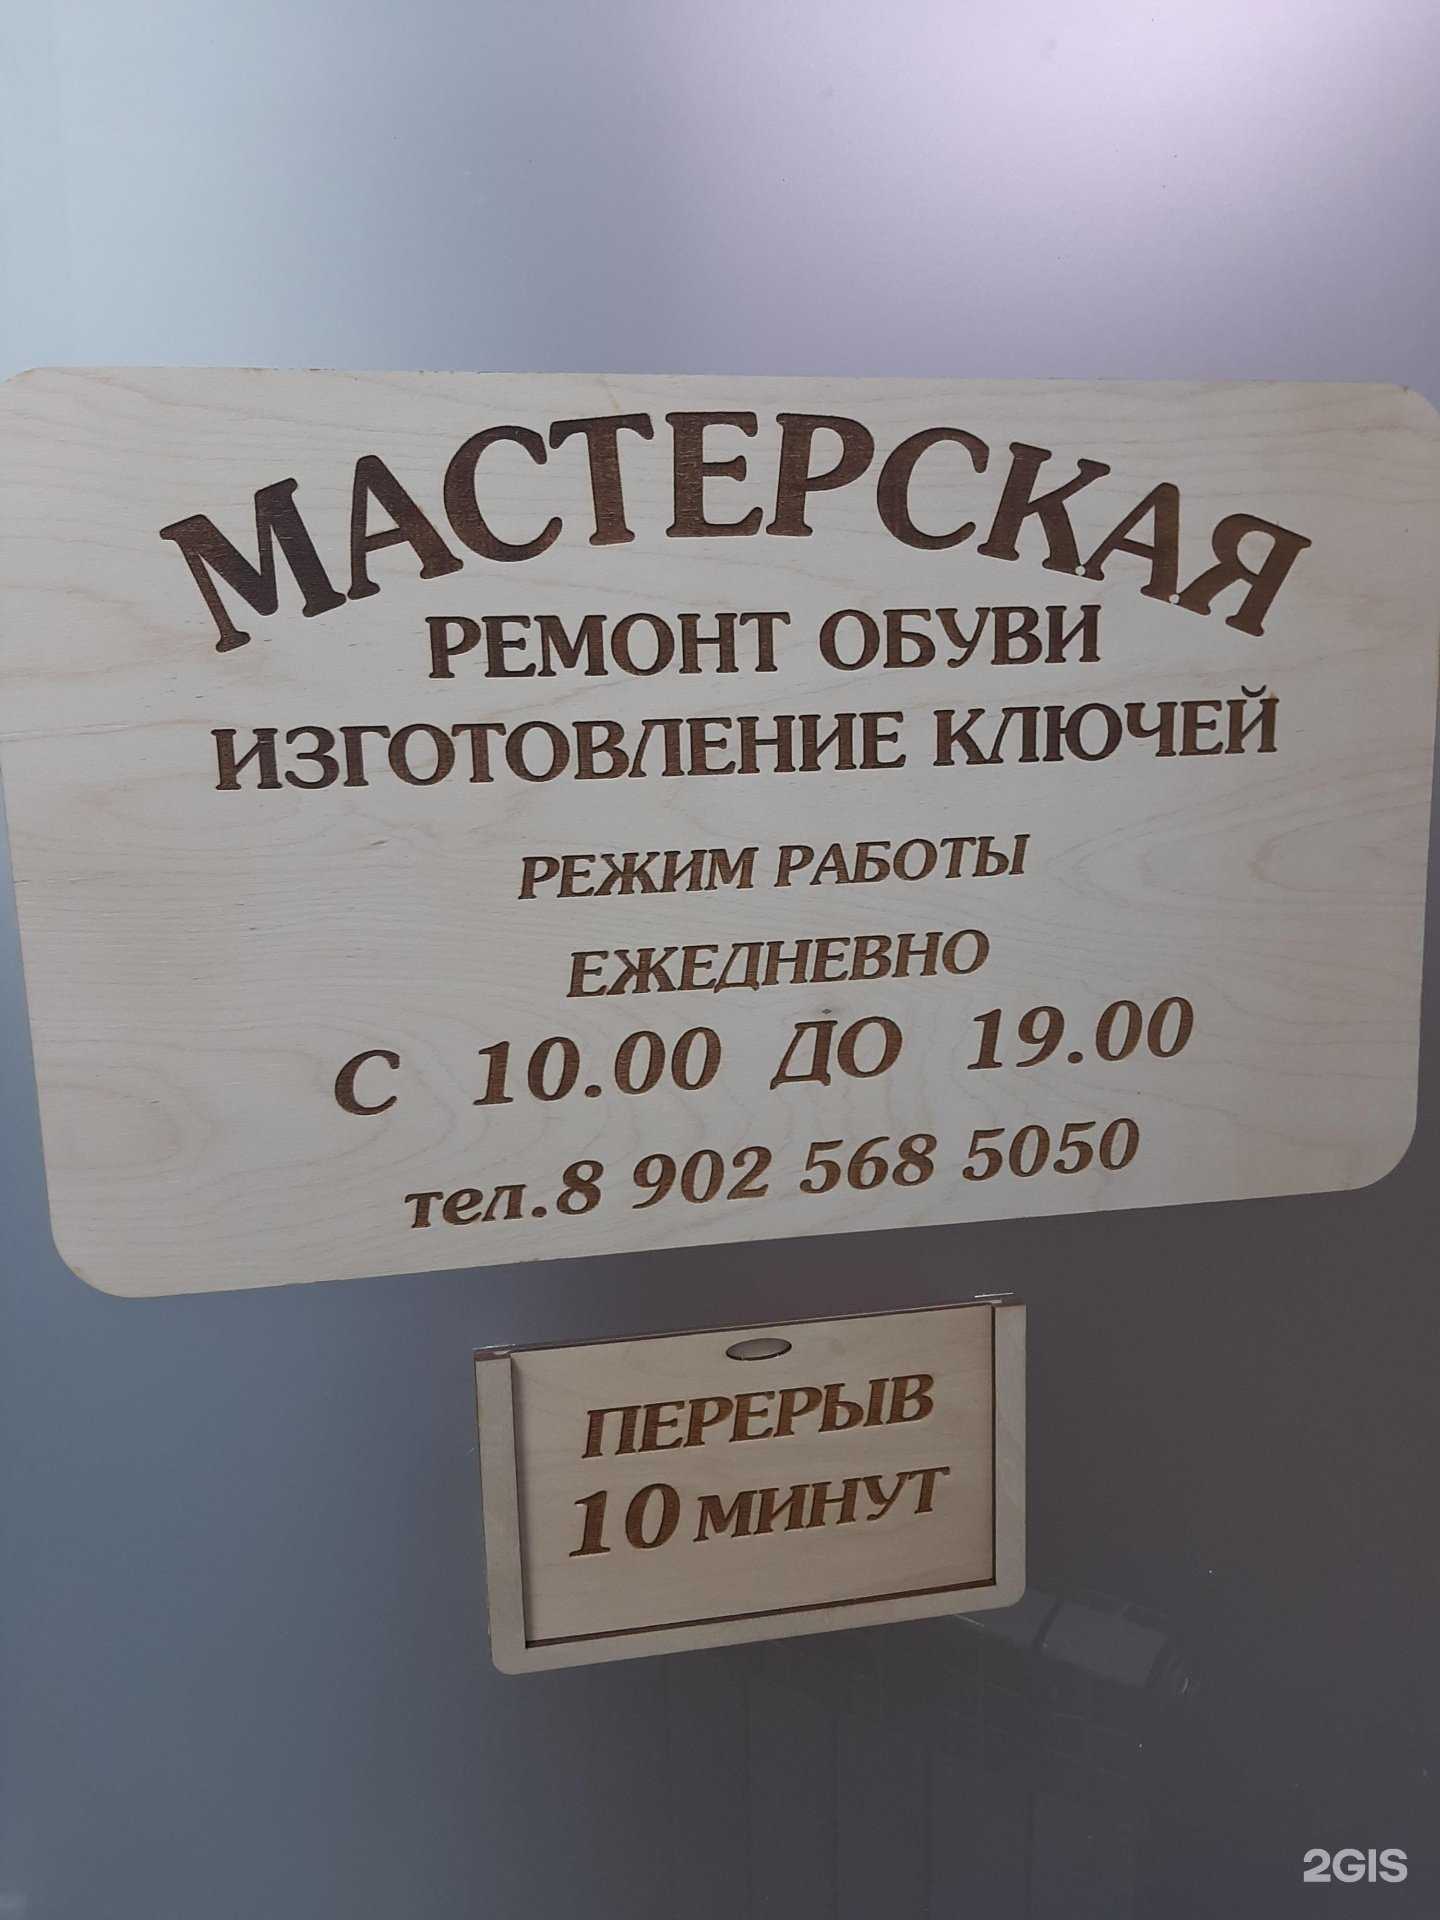 МАСТЕРСКАЯ
РЕМОНТ ОБУВИ
ИЗГОТОВЛЕНИЕ КЛЮЧЕЙ
РЕЖИМ РАБОТЫ
ЕЖЕДНЕВНО
С 10.00 ДО 19.00
тел.8 902 568 5050
ПЕРЕРЫВ
10 МИНУТ
2GIS